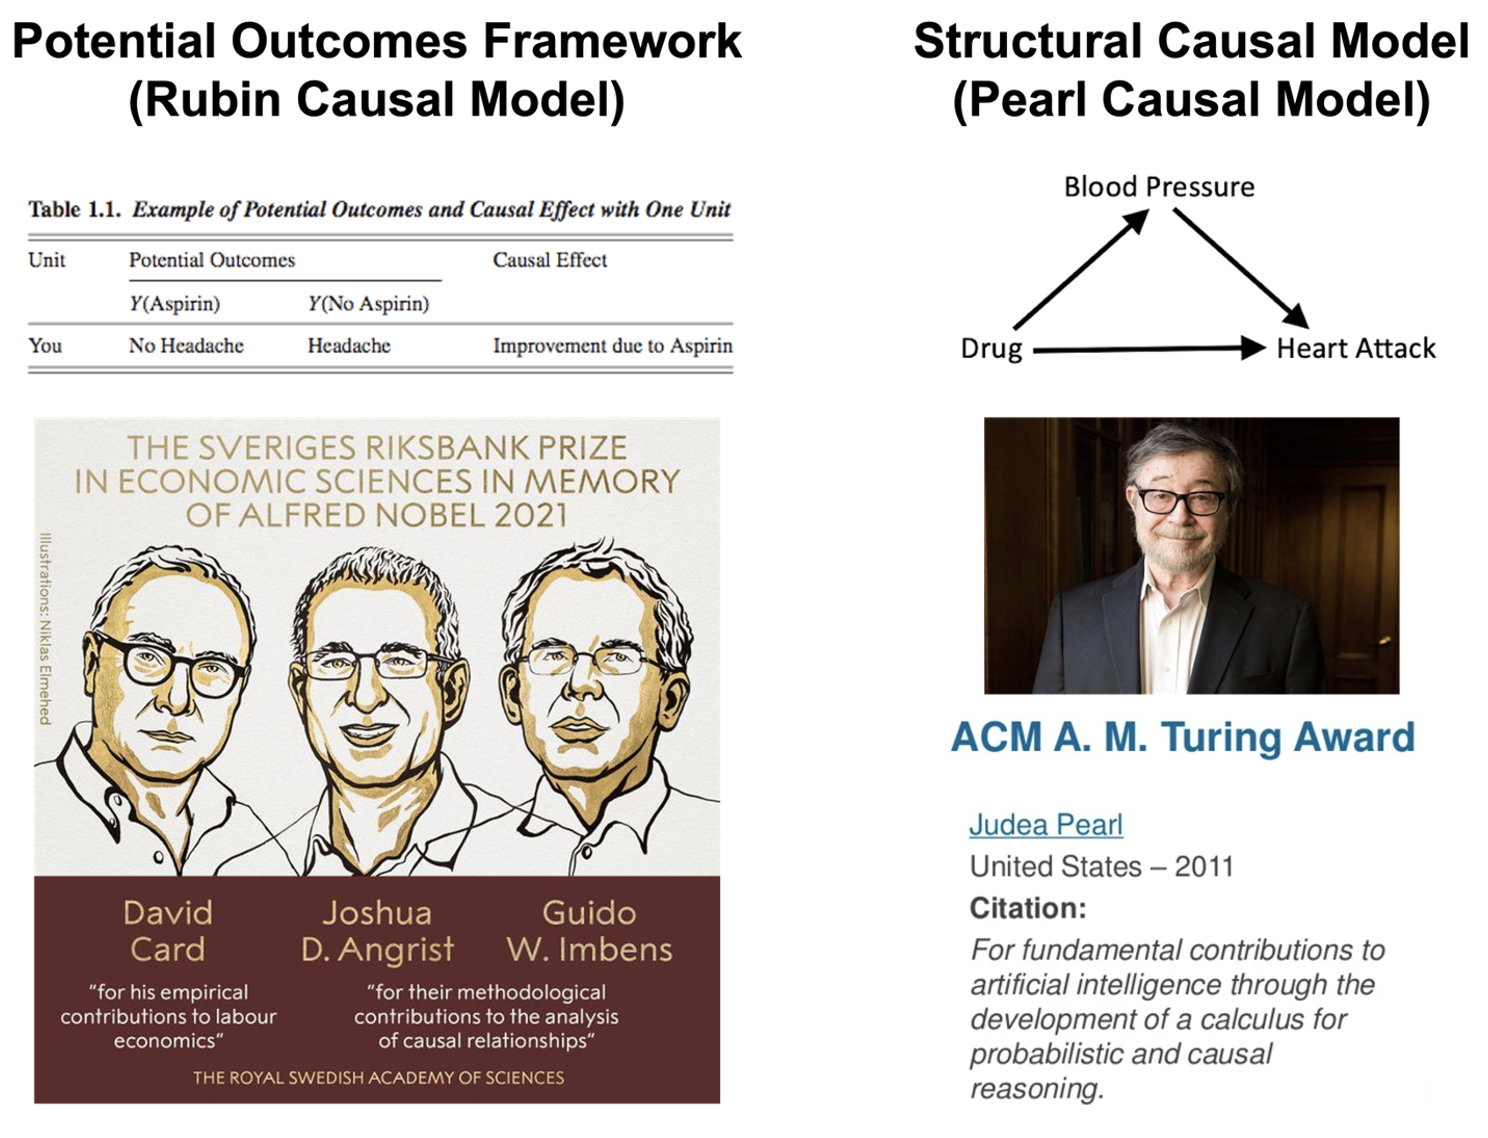 Potential Outcomes Framework
(Rubin Causal Model)
Table 1.1. Example of Potential Outcomes and Causal Effect with One Unit
Unit Potential Outcomes Causal Effect
Y(Aspirin) Y(No Aspirin)
You No Headache Headache Improvement due to Aspirin
THE SVERIGES RIKSBANK PRIZE
IN ECONOMIC SCIENCES IN MEMORY
OF ALFRED NOBEL 2021
Illustrations: Niklas Elmehed
David
Card
Joshua
D. Angrist
Guido
W. Imbens
“for his empirical
contributions to labour
economics”
“for their methodological
contributions to the analysis
of causal relationships”
THE ROYAL SWEDISH ACADEMY OF SCIENCES
Structural Causal Model
(Pearl Causal Model)
Blood Pressure
Drug
Heart Attack
ACM A. M. Turing Award
Judea Pearl
United States – 2011
Citation:
For fundamental contributions to
artificial intelligence through the
development of a calculus for
probabilistic and causal
reasoning.